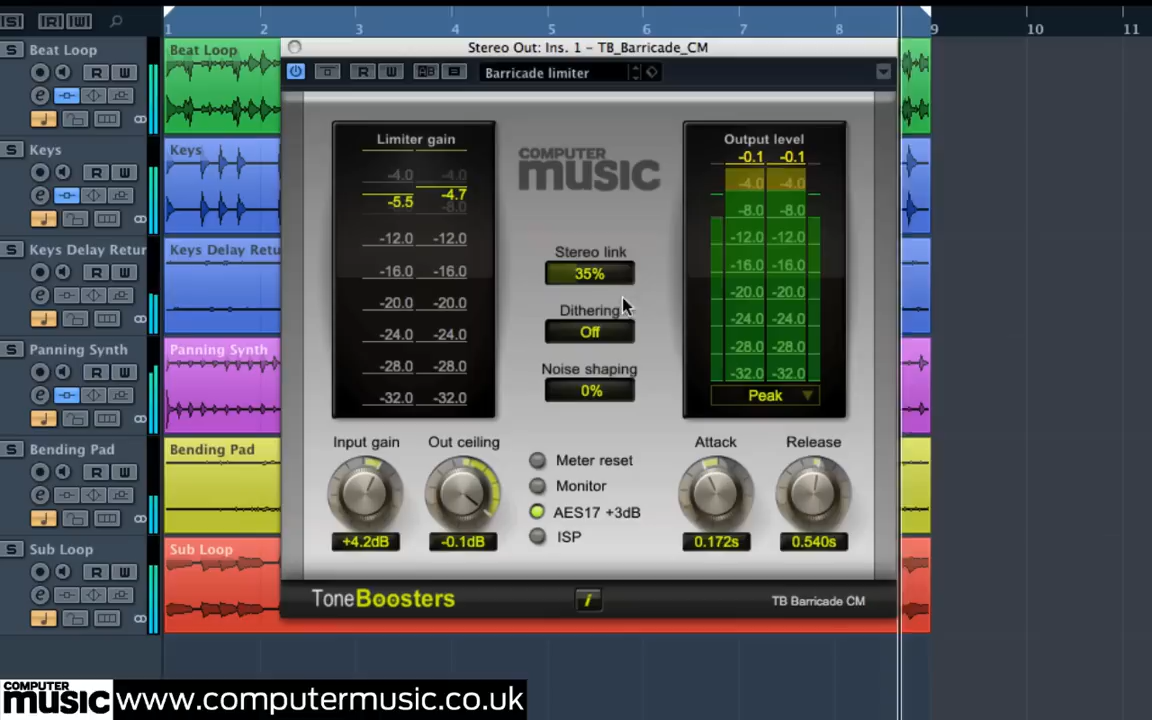 S R W
1 2 3 4 5 6 7 8 9 10 11
S Beat Loop
R W
e
Beat Loop
S Keys
R W
e
Keys
S Keys Delay Retur
R W
e
Keys Delay Retu
S Panning Synth
R W
e
Panning Synth
S Bending Pad
R W
e
Bending Pad
S Sub Loop
R W
e
Sub Loop
Stereo Out: Ins. 1 - TB_Barricade_CM
R W AB Barricade limiter
Limiter gain
-4.0 -4.0
-5.5 -4.7
-8.0
-12.0 -12.0
-16.0 -16.0
-20.0 -20.0
-24.0 -24.0
-28.0 -28.0
-32.0 -32.0
COMPUTER
MUSIC
Stereo link
35%
Dithering
Off
Noise shaping
0%
Output level
-0.1 -0.1
-4.0 -4.0
-8.0 -8.0
-12.0 -12.0
-16.0 -16.0
-20.0 -20.0
-24.0 -24.0
-28.0 -28.0
-32.0 -32.0
Peak
Input gain
+4.2dB
Out ceiling
-0.1dB
Meter reset
Monitor
AES17 +3dB
ISP
Attack
0.172s
Release
0.540s
ToneBoosters
i
TB Barricade CM
COMPUTER
MUSIC
www.computermusic.co.uk